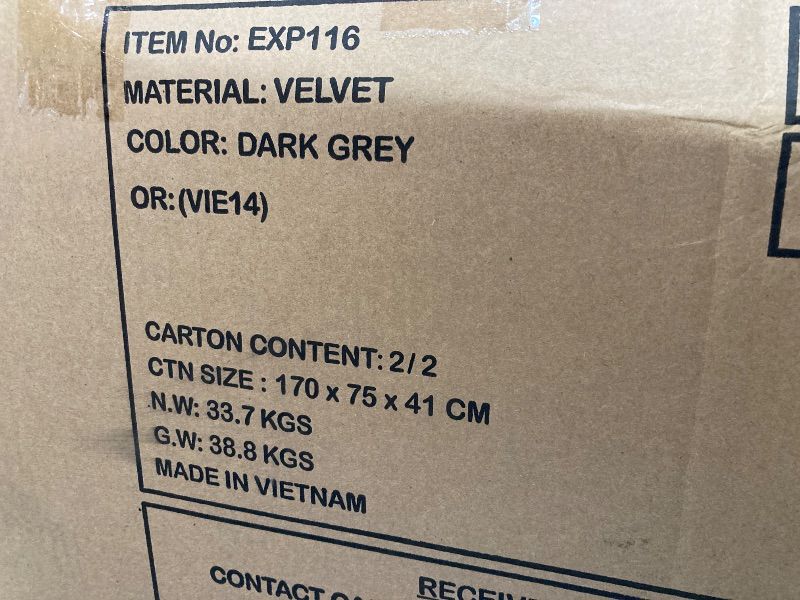 ITEM No: EXP116
MATERIAL: VELVET
COLOR: DARK GREY
OR:(VIE14)
CARTON CONTENT: 2/2
CTN SIZE : 170 x 75 x 41 CM
N.W: 33.7 KGS
G.W: 38.8 KGS
MADE IN VIETNAM
CONTACT